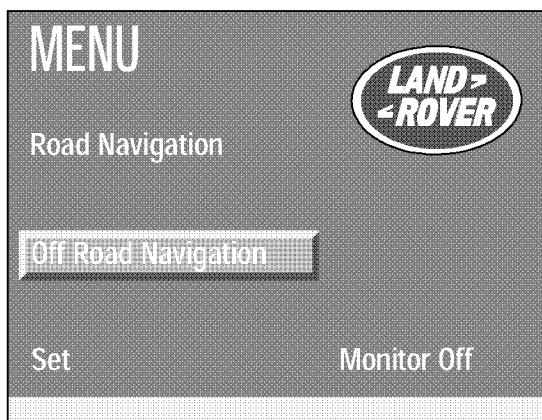 MENU
LAND >
< ROVER
Road Navigation
Off Road Navigation
Set
Monitor Off